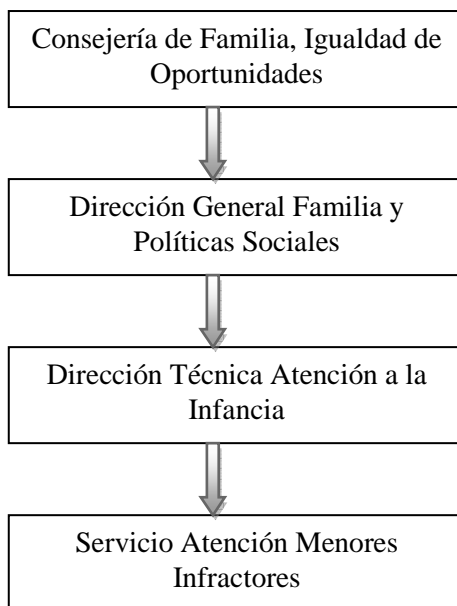 Consejería de Familia, Igualdad de
Oportunidades
Dirección General Familia y
Políticas Sociales
Dirección Técnica Atención a la
Infancia
Servicio Atención Menores
Infractores